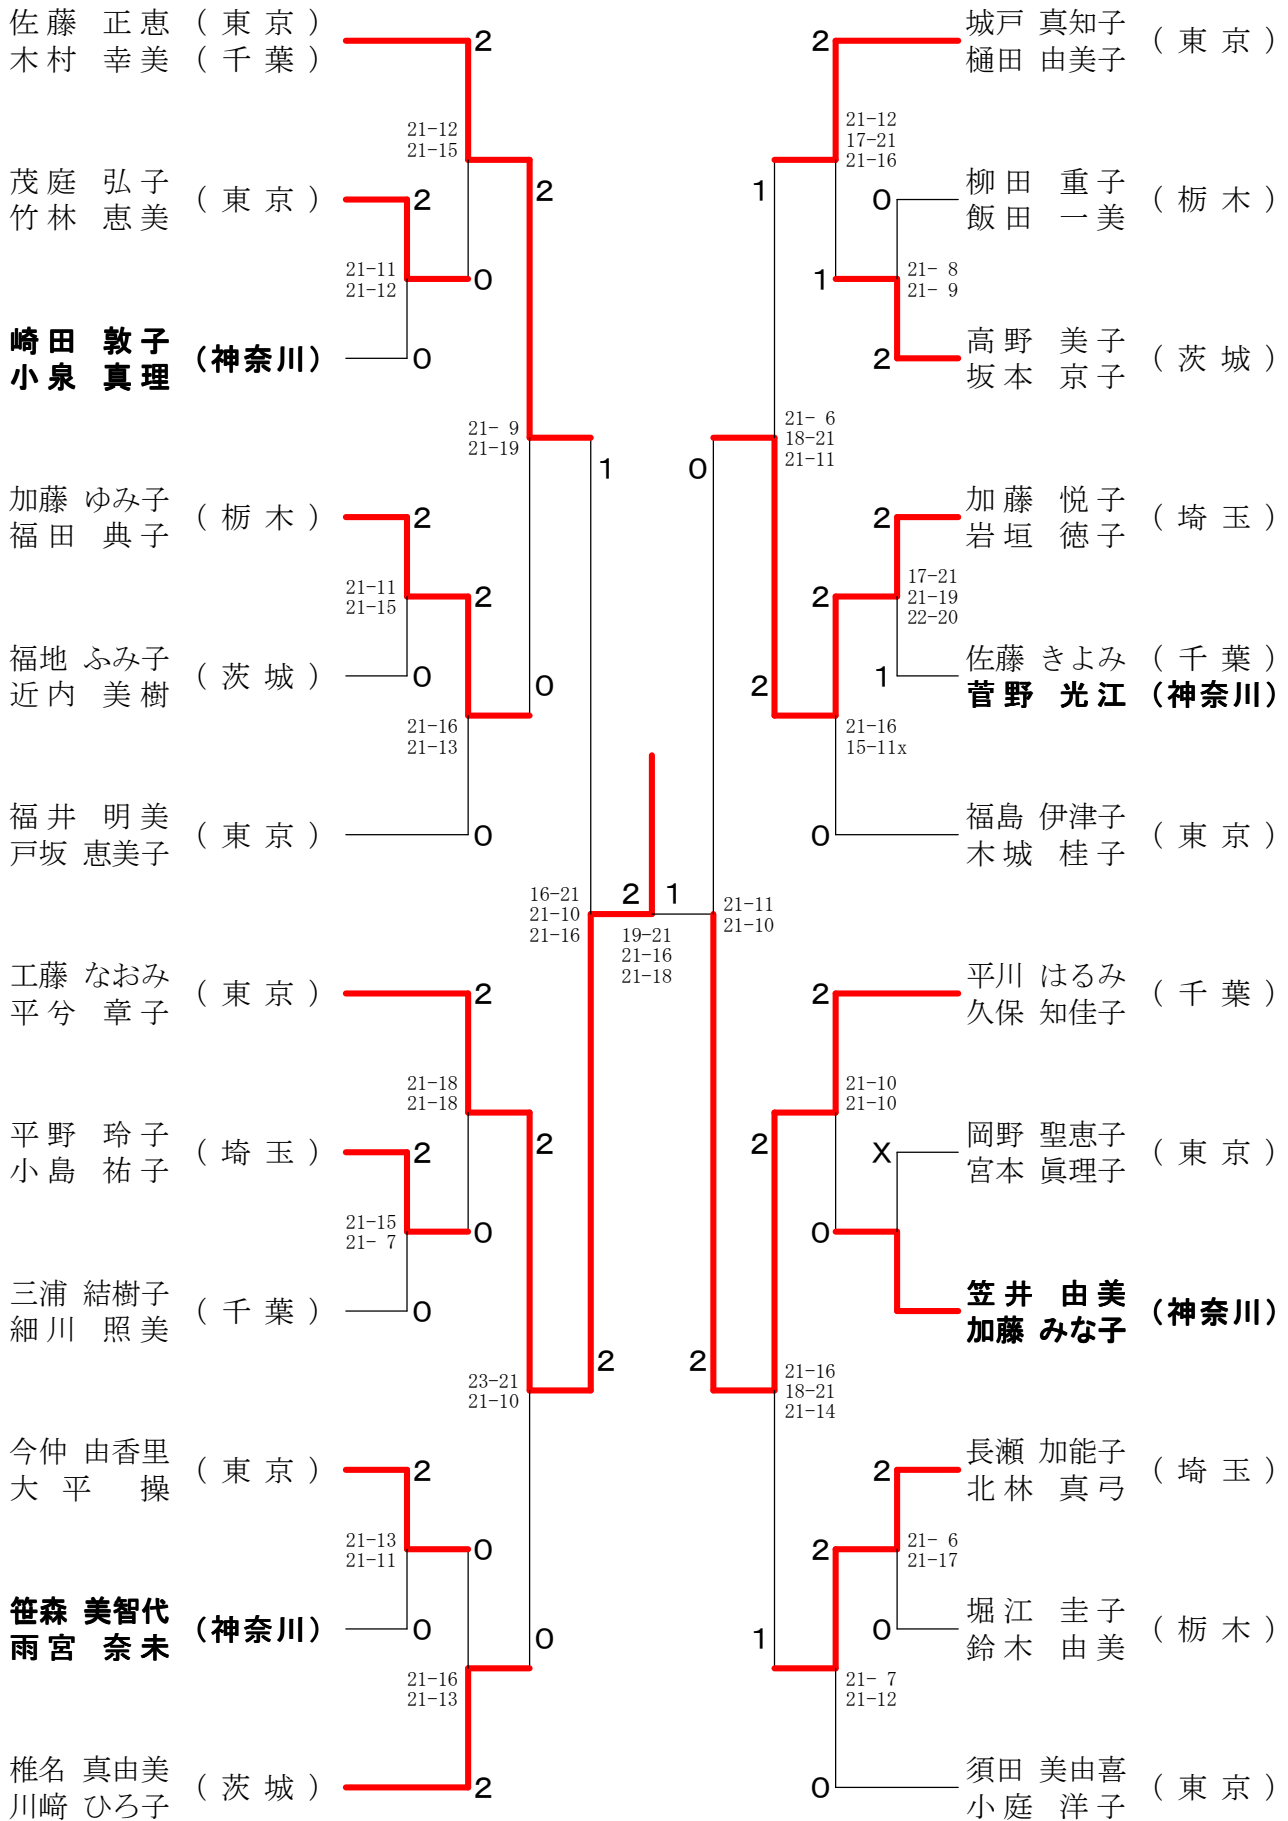 佐藤 正恵 (東京)
木村 幸美 (千葉)
2
21-12
21-15
茂庭 弘子
竹林 恵美
(東京)
2
2
21-11
21-12
0
崎田 敦子
小泉 真理
(神奈川)
0
21- 9
21-19
1
加藤 ゆみ子
福田 典子
(栃木)
2
21-11
21-15
2
福地 ふみ子
近内 美樹
(茨城)
0
0
21-16
21-13
福井 明美
戸坂 恵美子
(東京)
0
16-21
21-10
21-16
2
1
19-21
21-16
21-18
工藤 なおみ
平兮 章子
(東京)
2
21-18
21-18
平野 玲子
小島 祐子
(埼玉)
2
2
21-15
21- 7
0
三浦 結樹子
細川 照美
(千葉)
0
2
23-21
21-10
今仲 由香里
大平 操
(東京)
2
21-13
21-11
0
笹森 美智代
雨宮 奈未
(神奈川)
0
0
21-16
21-13
椎名 真由美
川﨑 ひろ子
(茨城)
2
2
城戸 真知子
樋田 由美子
(東京)
21-12
17-21
21-16
1
0
柳田 重子
飯田 一美
(栃木)
1
21- 8
21- 9
2
高野 美子
坂本 京子
(茨城)
21- 6
18-21
21-11
0
2
加藤 悦子
岩垣 徳子
(埼玉)
2
17-21
21-19
22-20
2
1
佐藤 きよみ (千葉)
菅野 光江 (神奈川)
21-16
15-11x
0
福島 伊津子
木城 桂子
(東京)
21-11
21-10
2
平川 はるみ
久保 知佳子
(千葉)
21-10
21-10
2
X
岡野 聖恵子
宮本 眞理子
(東京)
0
笠井 由美
加藤 みな子
(神奈川)
2
21-16
18-21
21-14
2
長瀬 加能子
北林 真弓
(埼玉)
2
21- 6
21-17
1
0
堀江 圭子
鈴木 由美
(栃木)
21- 7
21-12
0
須田 美由喜
小庭 洋子
(東京)